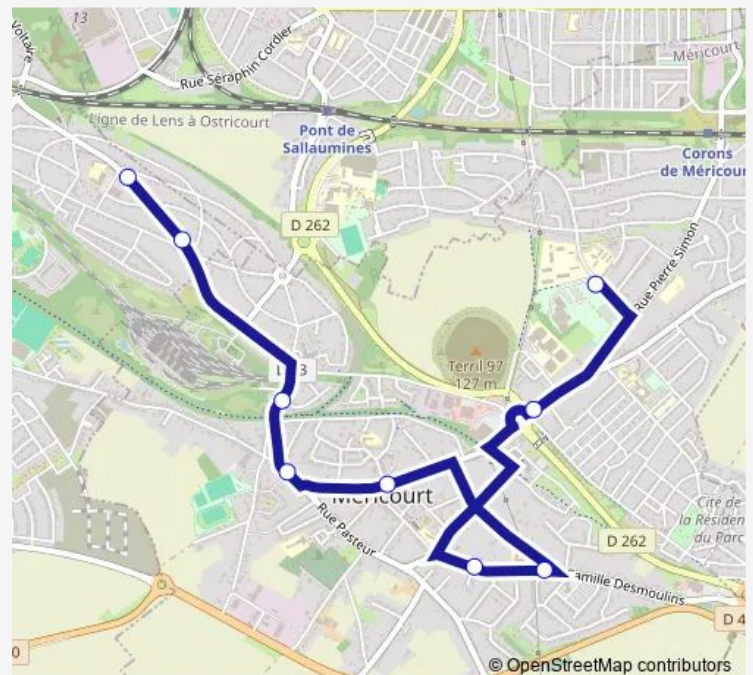 13
Voltaire
Rue Séraphin Cordier
Méricourt
Ligne de Lens à Ostricourt
Pont de
Sallaumines
Corons
de Méricour
D 262
Rue Pierre Simon
Terril 97
127 m
3
Méricourt
Rue Pasteur
Cité de
la Résiden
du Parc
D 262
Camille Desmoulins
D 4
0
© OpenStreetMap contributors